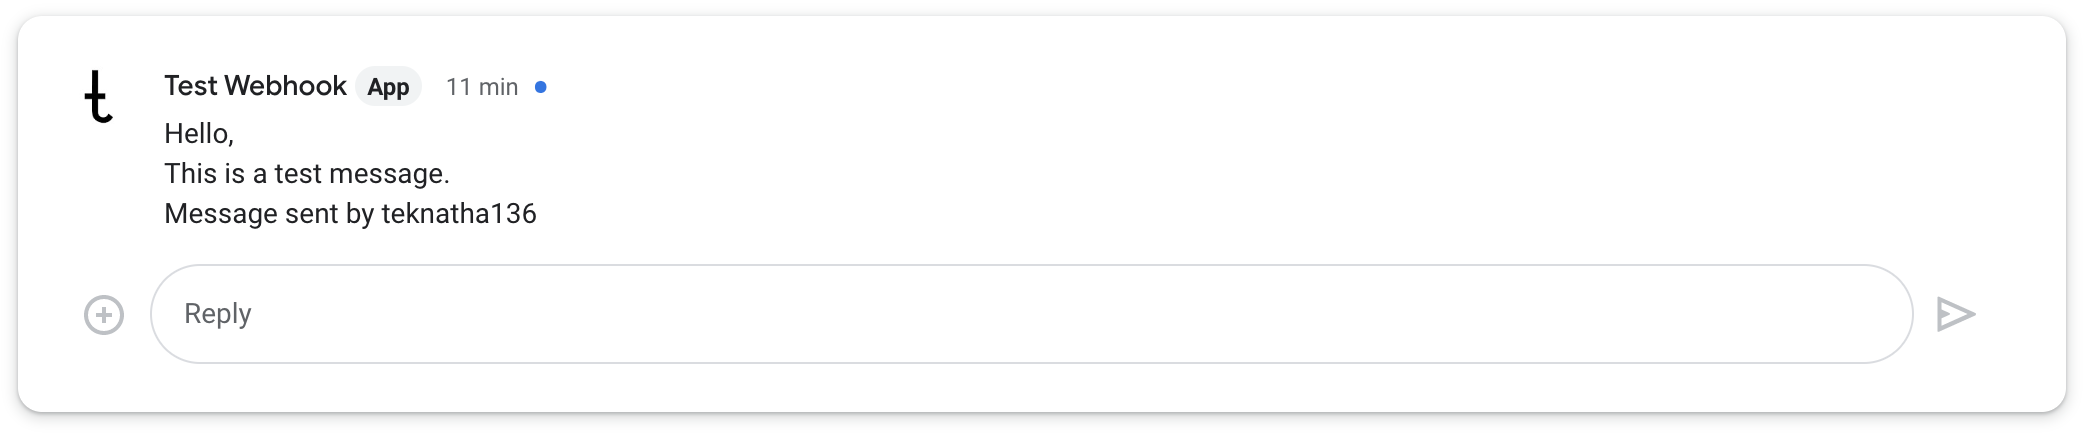 t
Test Webhook App 11 min
Hello,
This is a test message.
Message sent by teknatha136
Reply